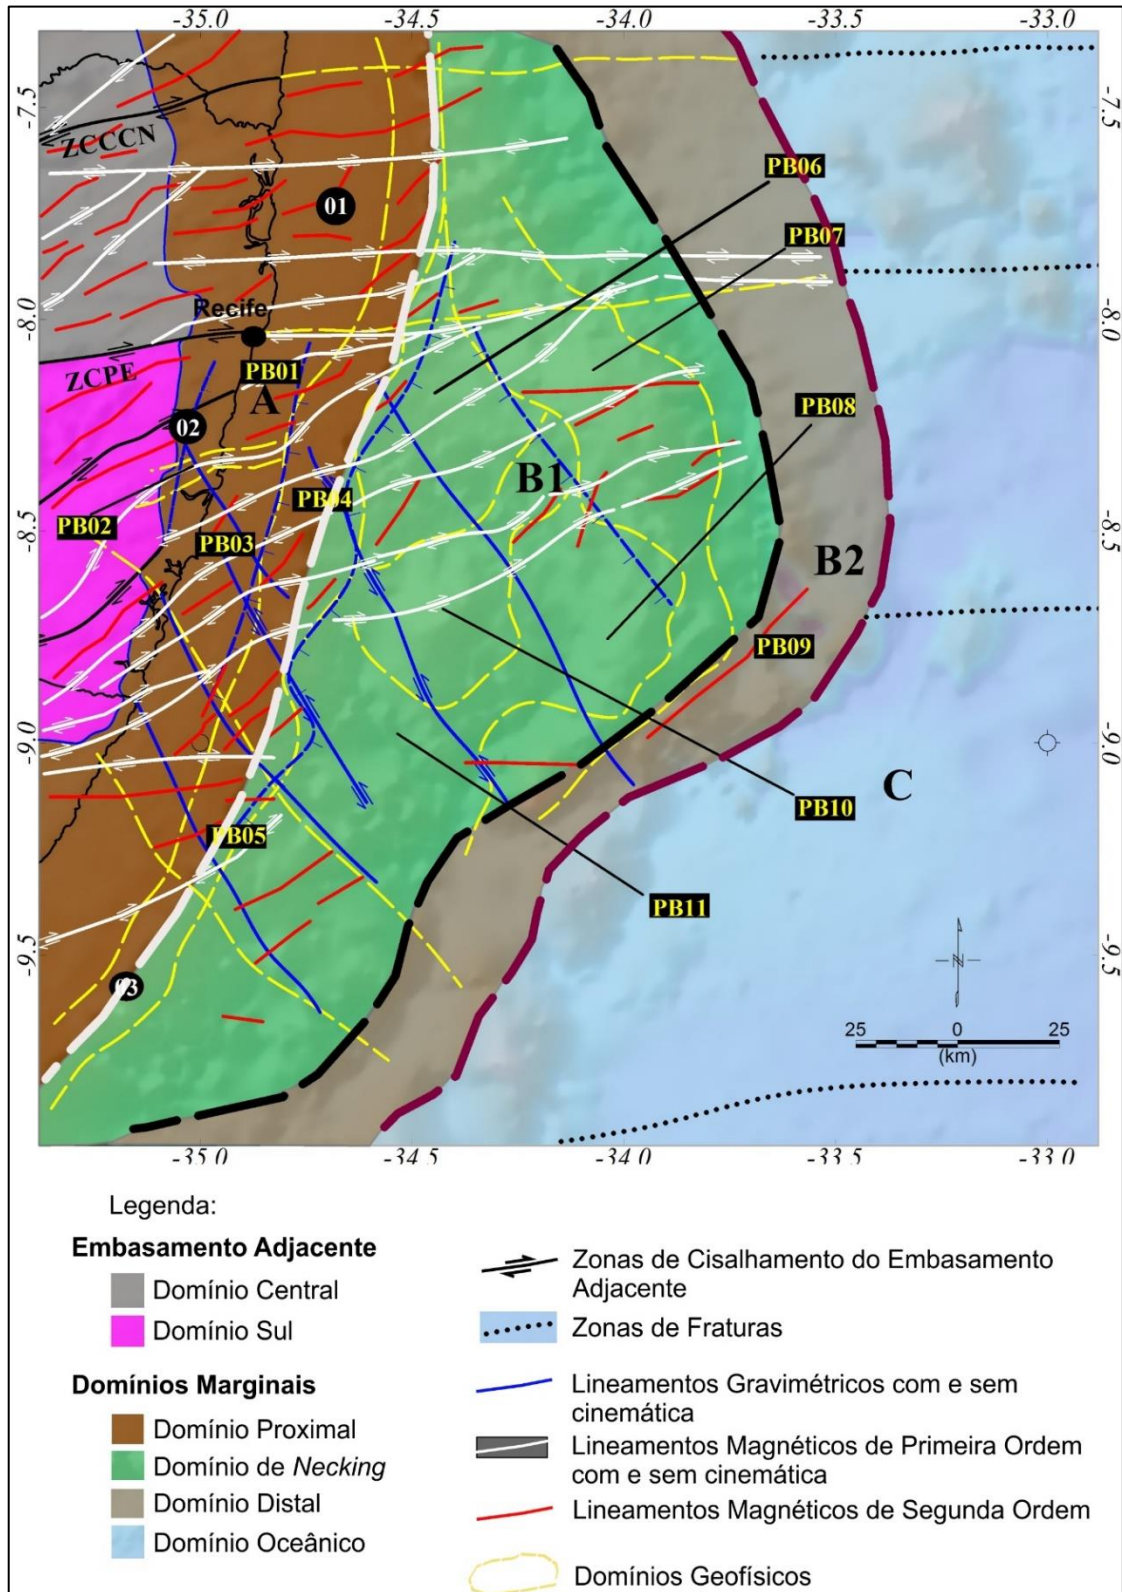 -35.0 -34.5 -34.0 -33.5 -33.0
-7.5 -7.5
ZCCCN
PB06
01
PB07
-8.0 -8.0
Recife
PB01
ZCPE
A
02
PB08
B1
PB04
PB02
-8.5 -8.5
PB03
B2
PB09
-9.0 -9.0
C
PB10
PB05
PB11
-9.5 -9.5
N
03
25 0 25
(km)
-35.0 -34.5 -34.0 -33.5 -33.0
Legenda:
Embasamento Adjacente
Domínio Central
Domínio Sul
Domínios Marginais
Domínio Proximal
Domínio de Necking
Domínio Distal
Domínio Oceânico
Zonas de Cisalhamento do Embasamento
Adjacente
Zonas de Fraturas
Lineamentos Gravimétricos com e sem
cinemática
Lineamentos Magnéticos de Primeira Ordem
com e sem cinemática
Lineamentos Magnéticos de Segunda Ordem
Domínios Geofísicos